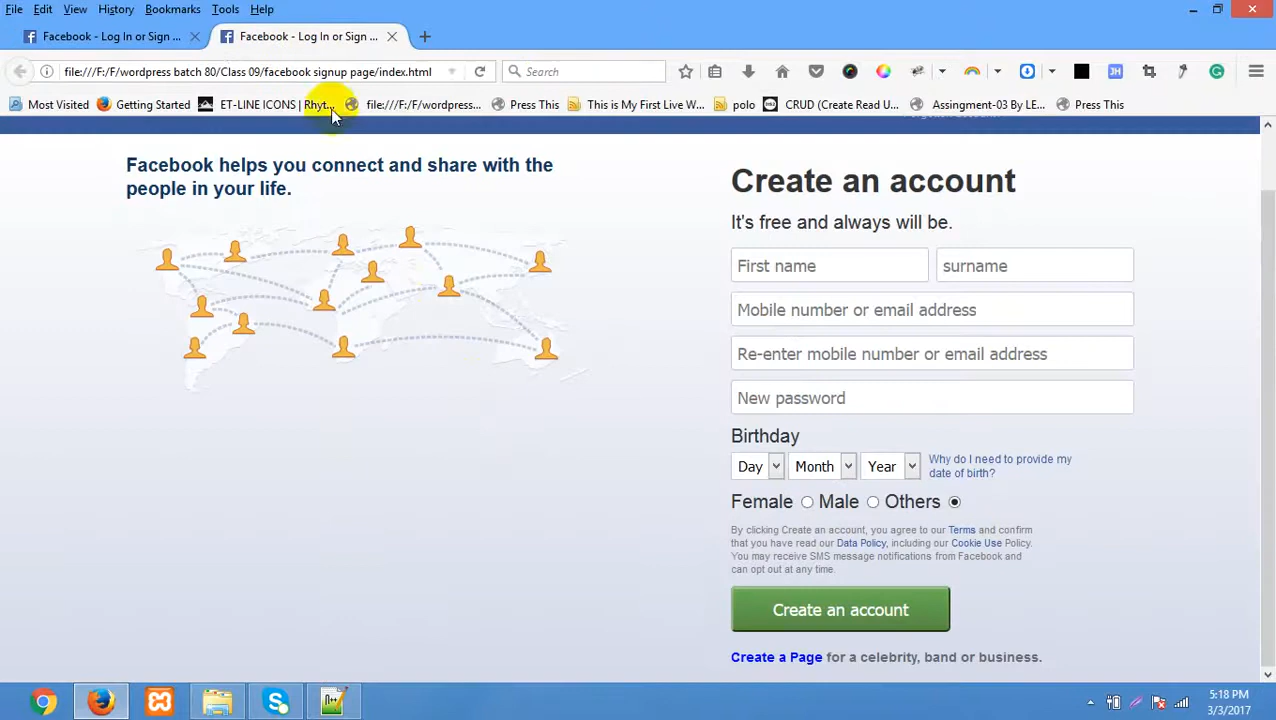 File Edit View History Bookmarks Tools Help
Facebook - Log In or Sign ... Facebook - Log In or Sign ...
file:///F:/F/wordpress batch 80/Class 09/facebook signup page/index.html Search
Most Visited Getting Started ET-LINE ICONS | Rhyt... file:///F:/F/wordpress... Press This This is My First Live W... polo CRUD (Create Read U... Assingment-03 By LE... Press This
Facebook helps you connect and share with the
people in your life.
Create an account
It's free and always will be.
First name surname
Mobile number or email address
Re-enter mobile number or email address
New password
Birthday
Day Month Year Why do I need to provide my
date of birth?
Female Male Others
By clicking Create an account, you agree to our Terms and confirm
that you have read our Data Policy, including our Cookie Use Policy.
You may receive SMS message notifications from Facebook and
can opt out at any time.
Create an account
Create a Page for a celebrity, band or business.
5:18 PM
3/3/2017